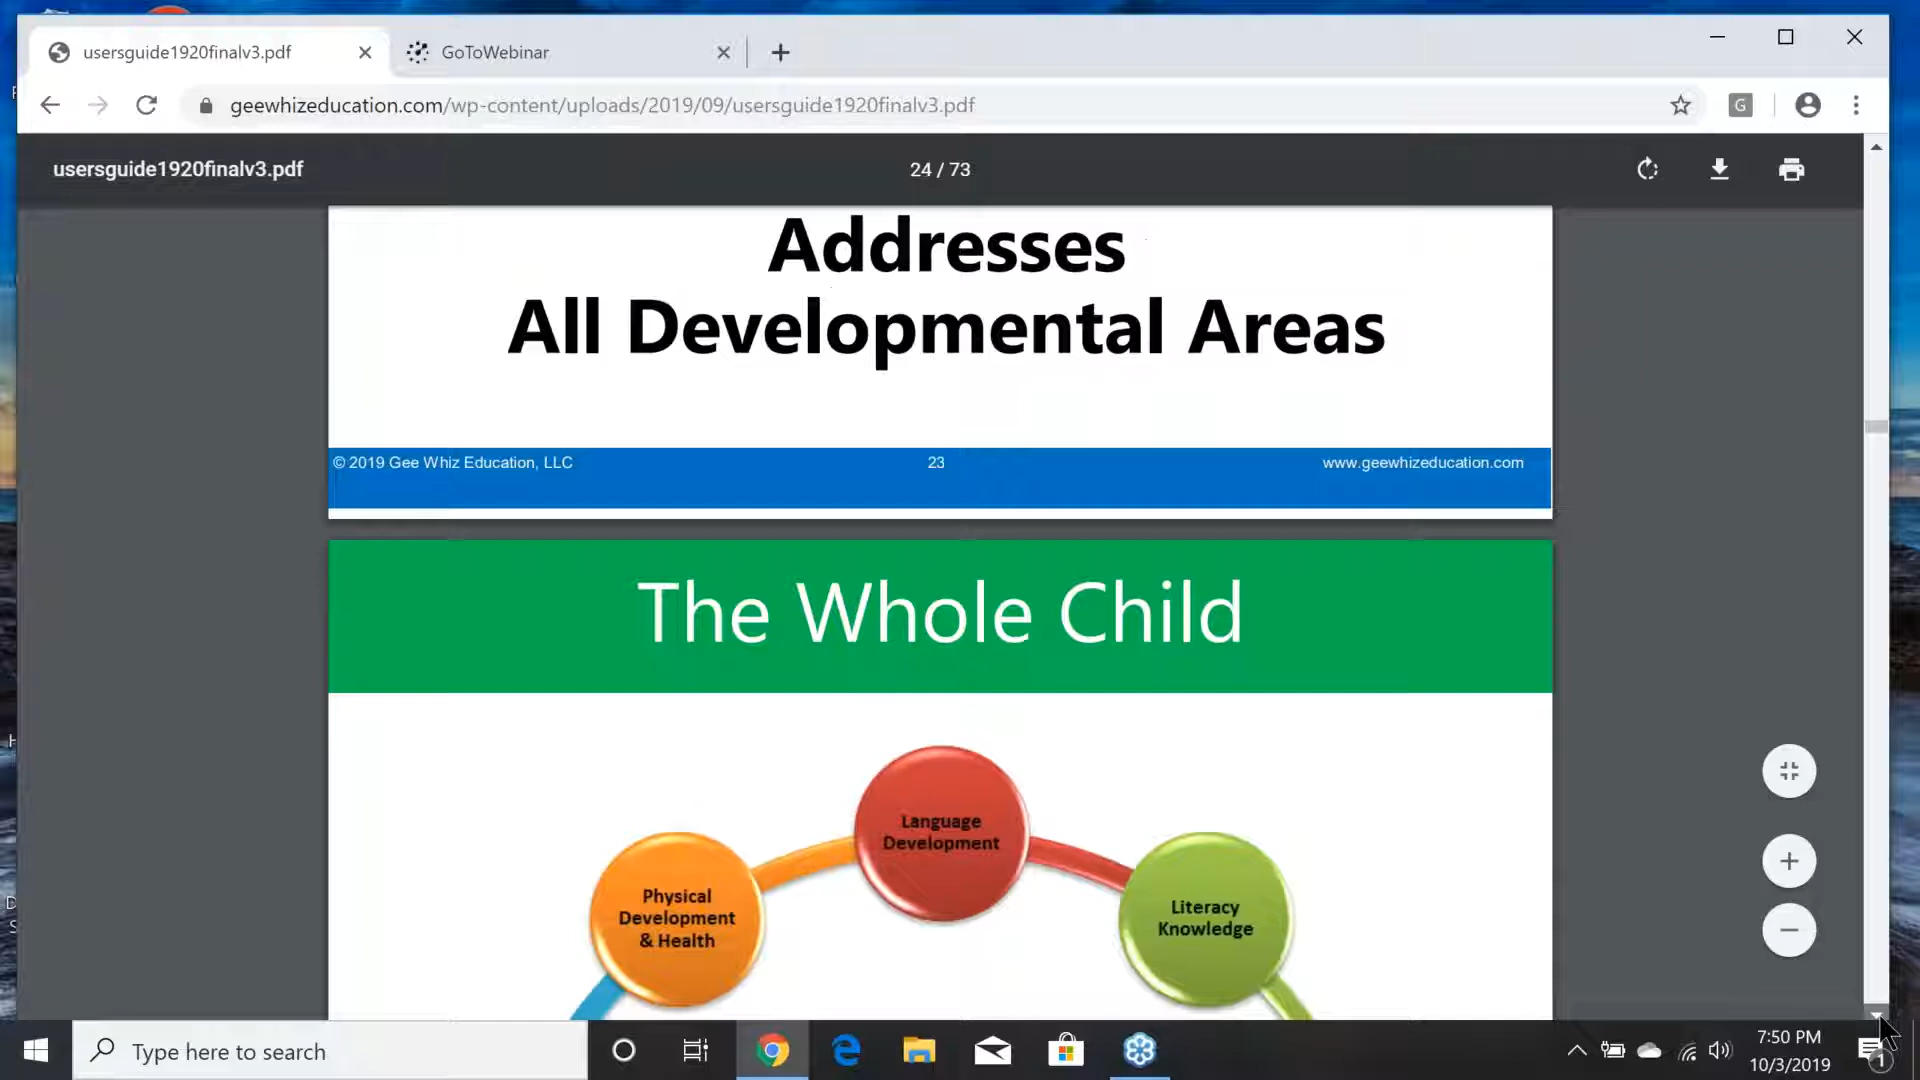 usersguide1920finalv3.pdf
GoToWebinar
geewhizeducation.com/wp-content/uploads/2019/09/usersguide1920finalv3.pdf
G
usersguide1920finalv3.pdf
24 / 73
Addresses
All Developmental Areas
© 2019 Gee Whiz Education, LLC
23
www.geewhizeducation.com
The Whole Child
Language
Development
Physical
Development
& Health
Literacy
Knowledge
Type here to search
7:50 PM
10/3/2019
1